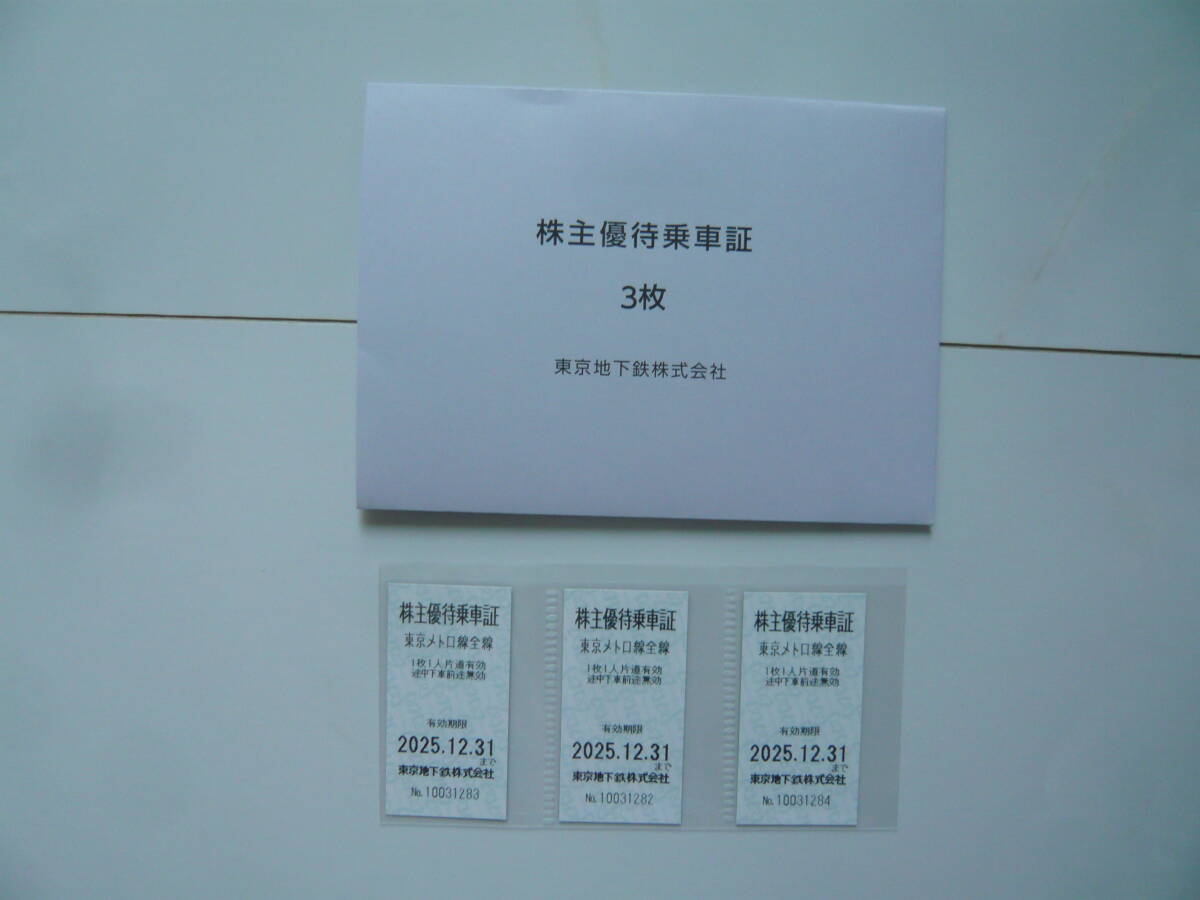 株主優待乗車証
3枚
東京地下鉄株式会社
株主優待乗車証
東京メトロ線全線
1枚1人片道有効
途中下車前途無効
有効期限
2025.12.31
まで
東京地下鉄株式会社
No.10031283
株主優待乗車証
東京メトロ線全線
1枚1人片道有効
途中下車前途無効
有効期限
2025.12.31
まで
東京地下鉄株式会社
No.10031282
株主優待乗車証
東京メトロ線全線
1枚1人片道有効
途中下車前途無効
有効期限
2025.12.31
まで
東京地下鉄株式会社
No.10031284